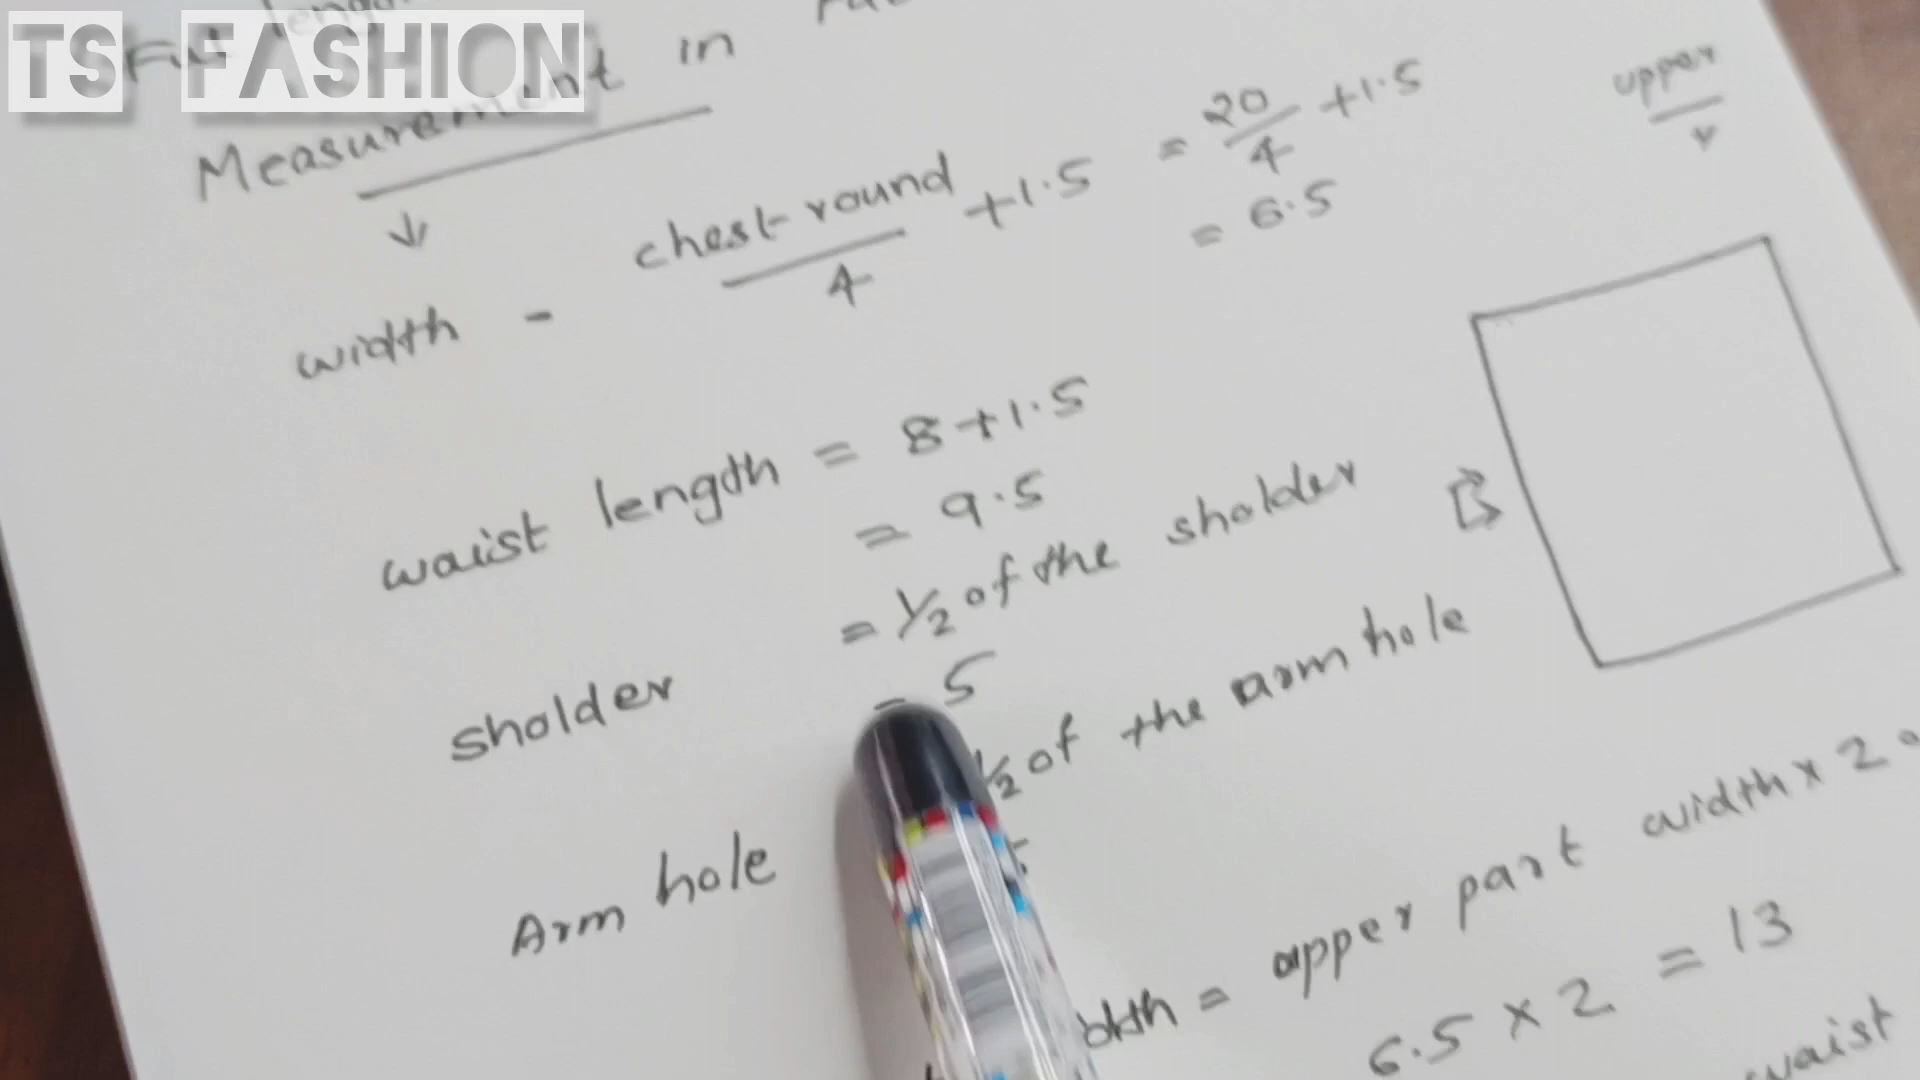 TS FASHION
Measurement in
width - chest round / 4 + 1.5 = 20/4 + 1.5
= 6.5
upper
waist length = 8 + 1.5
= 9.5
sholder = 1/2 of the sholder
= 5
Arm hole 1/2 of the arm hole
= upper part width x 2
6.5 x 2 = 13
waist